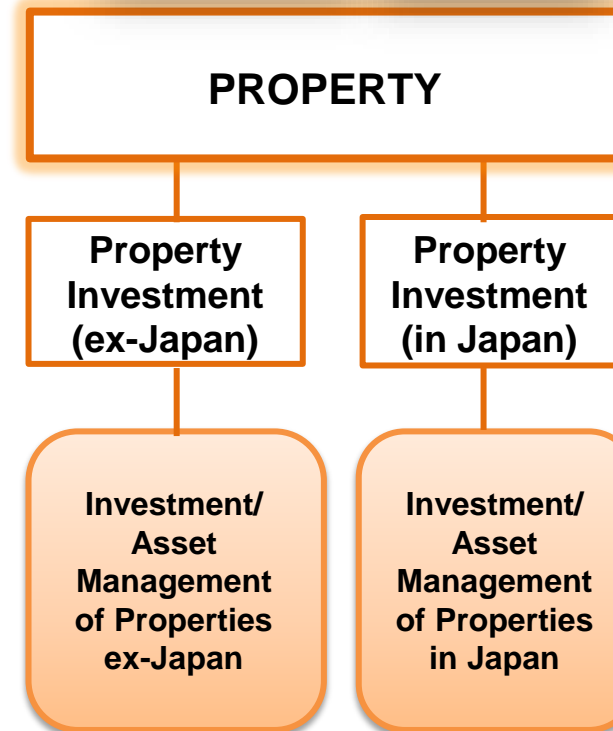 PROPERTY
Property
Investment
(ex-Japan)
Property
Investment
(in Japan)
Investment/
Asset
Management
of Properties
ex-Japan
Investment/
Asset
Management
of Properties
in Japan